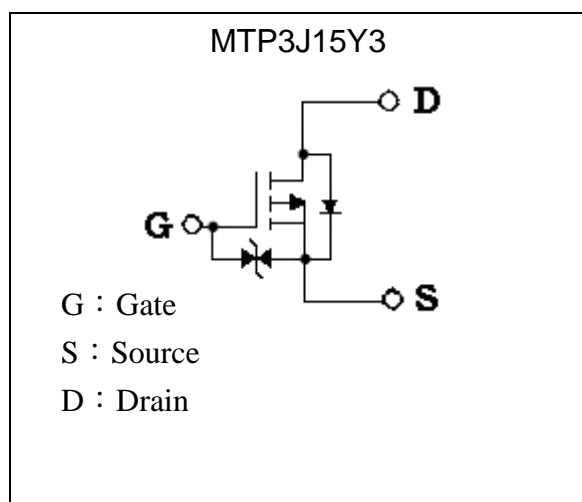 MTP3J15Y3
D
G
S
G：Gate
S：Source
D：Drain